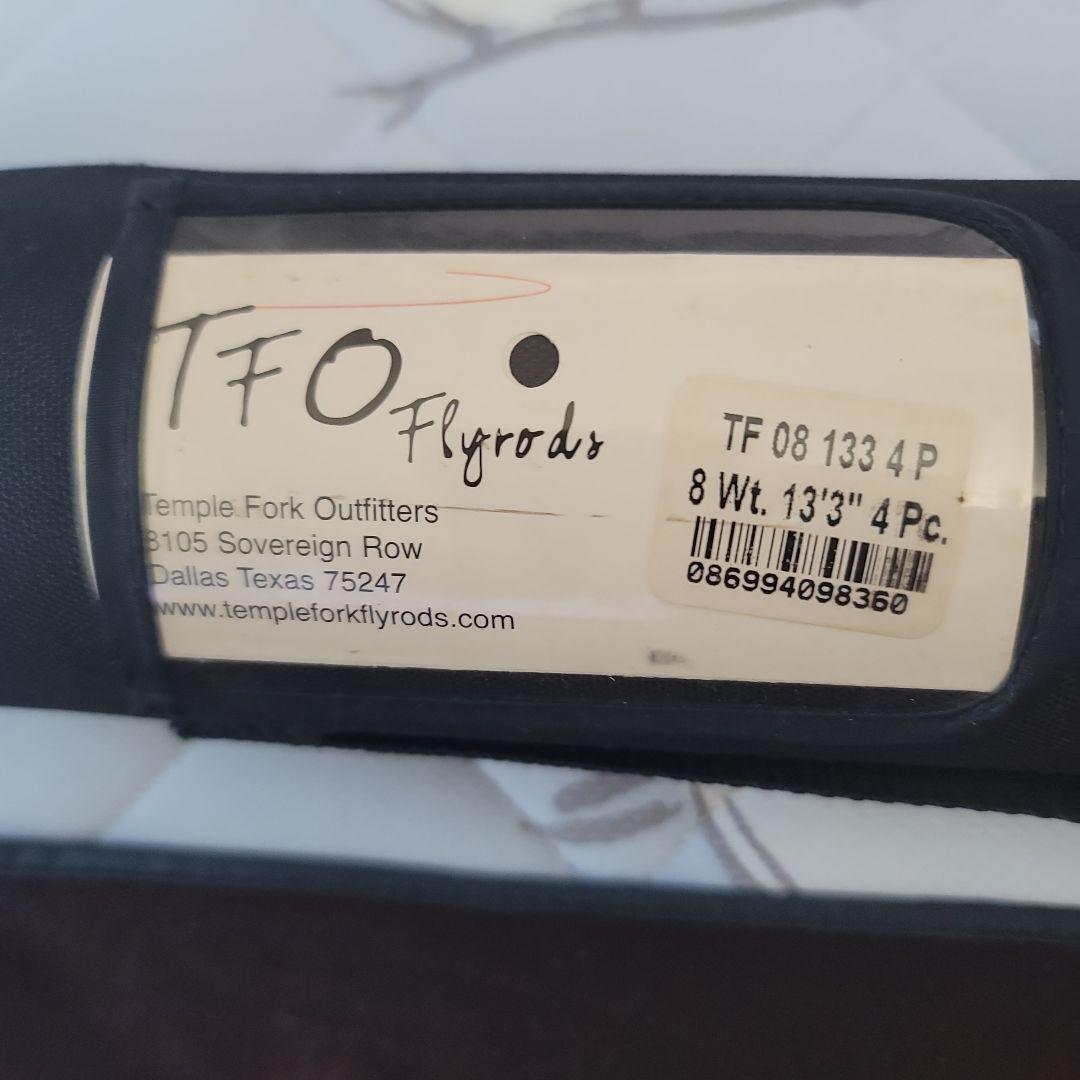 TFO
Flyrods
Temple Fork Outfitters
8105 Sovereign Row
Dallas Texas 75247
www.templeforkflyrods.com
TF 08 133 4 P
8 Wt. 13'3" 4 Pc.
086994098360